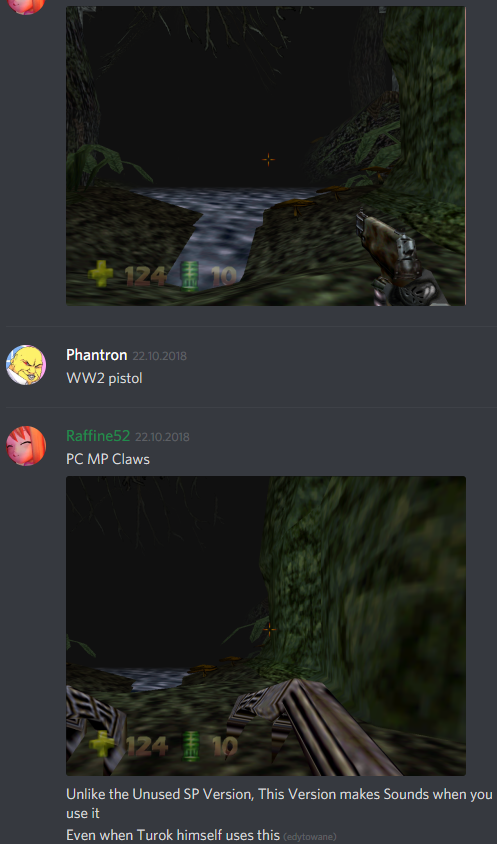 124 10
Phantron 22.10.2018
WW2 pistol
Raffine52 22.10.2018
PC MP Claws
124 10
Unlike the Unused SP Version, This Version makes Sounds when you
use it
Even when Turok himself uses this (edytowane)